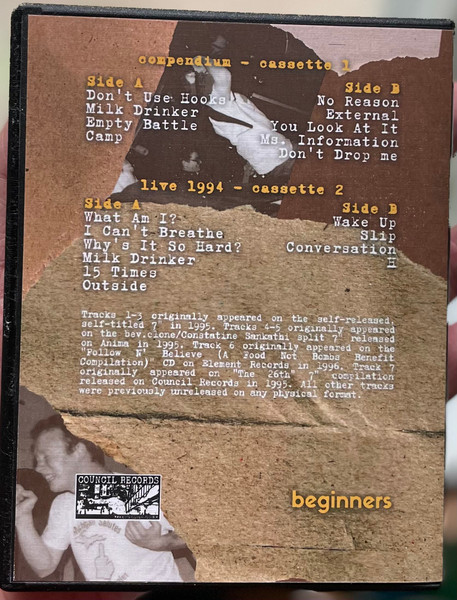 compendium - cassette 1
Side A
Don't Use Hooks
Milk Drinker
Empty Battle
Camp
Side B
No Reason
External
You Look At It
Ms. Information
Don't Drop me
live 1994 - cassette 2
Side A
What Am I?
I Can't Breathe
Why's It So Hard?
Milk Drinker
15 Times
Outside
Side B
Wake Up
Slip
Conversation
H
Tracks 1-3 originally appeared on the self-released,
self-titled 7" in 1995. Tracks 4-5 originally appeared
on the bev.clone/Constatine Sankathi split 7" released
on Anima in 1995. Track 6 originally appeared on the
"Follow N' Believe (A Food Not Bombs Benefit
Compilation)" CD on Element Records in 1996. Track 7
originally appeared on "The 26th" 7" compilation
released on Council Records in 1995. All other tracks
were previously unreleased on any physical format.
COUNCIL RECORDS
beginners